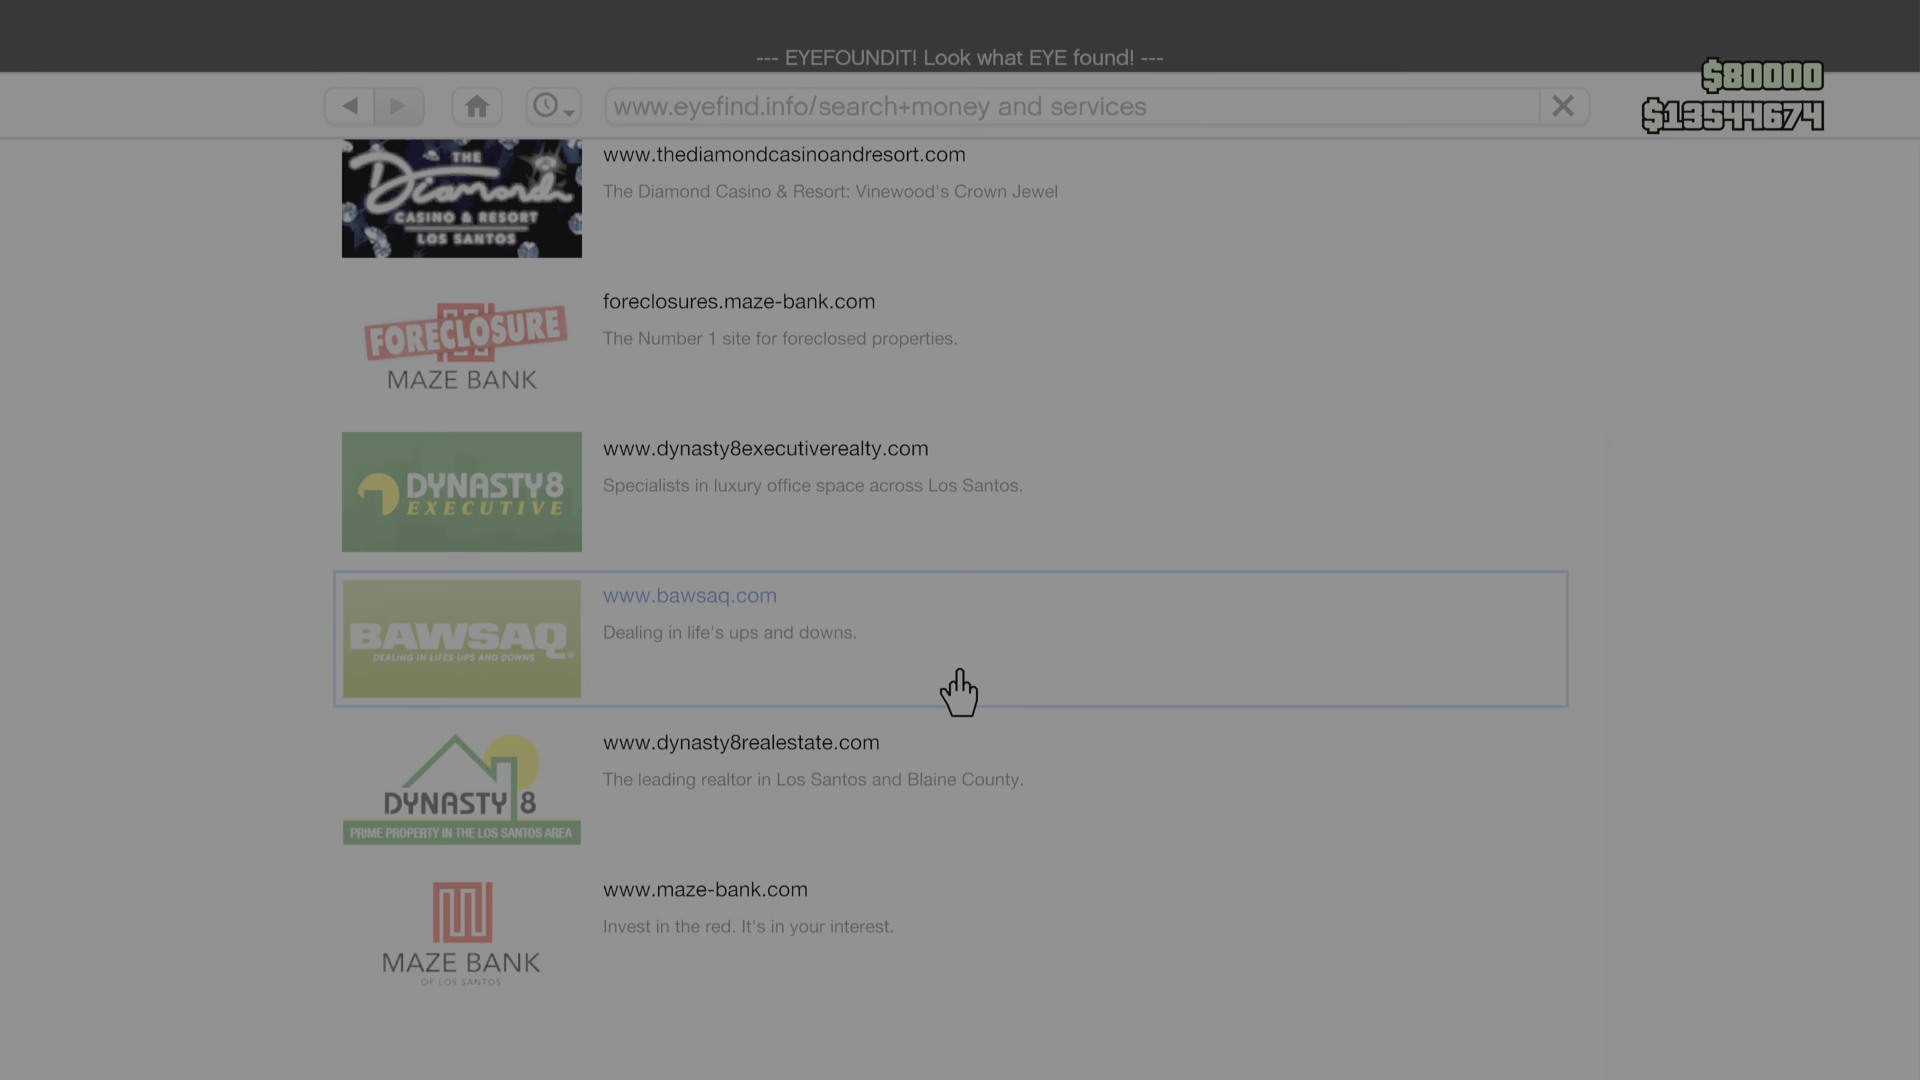 --- EYEFOUNDIT! Look what EYE found! ---
$80000
www.eyefind.info/search+money and services
$13544674
THE
Diamond
CASINO & RESORT
LOS SANTOS
www.thediamondcasinoandresort.com
The Diamond Casino & Resort: Vinewood's Crown Jewel
FORECLOSURE
MAZE BANK
foreclosures.maze-bank.com
The Number 1 site for foreclosed properties.
DYNASTY8
EXECUTIVE
www.dynasty8executiverealty.com
Specialists in luxury office space across Los Santos.
BAWSAQ
DEALING IN LIFES UPS AND DOWNS
www.bawsaq.com
Dealing in life's ups and downs.
DYNASTY 8
PRIME PROPERTY IN THE LOS SANTOS AREA
www.dynasty8realestate.com
The leading realtor in Los Santos and Blaine County.
MAZE BANK
OF LOS SANTOS
www.maze-bank.com
Invest in the red. It's in your interest.